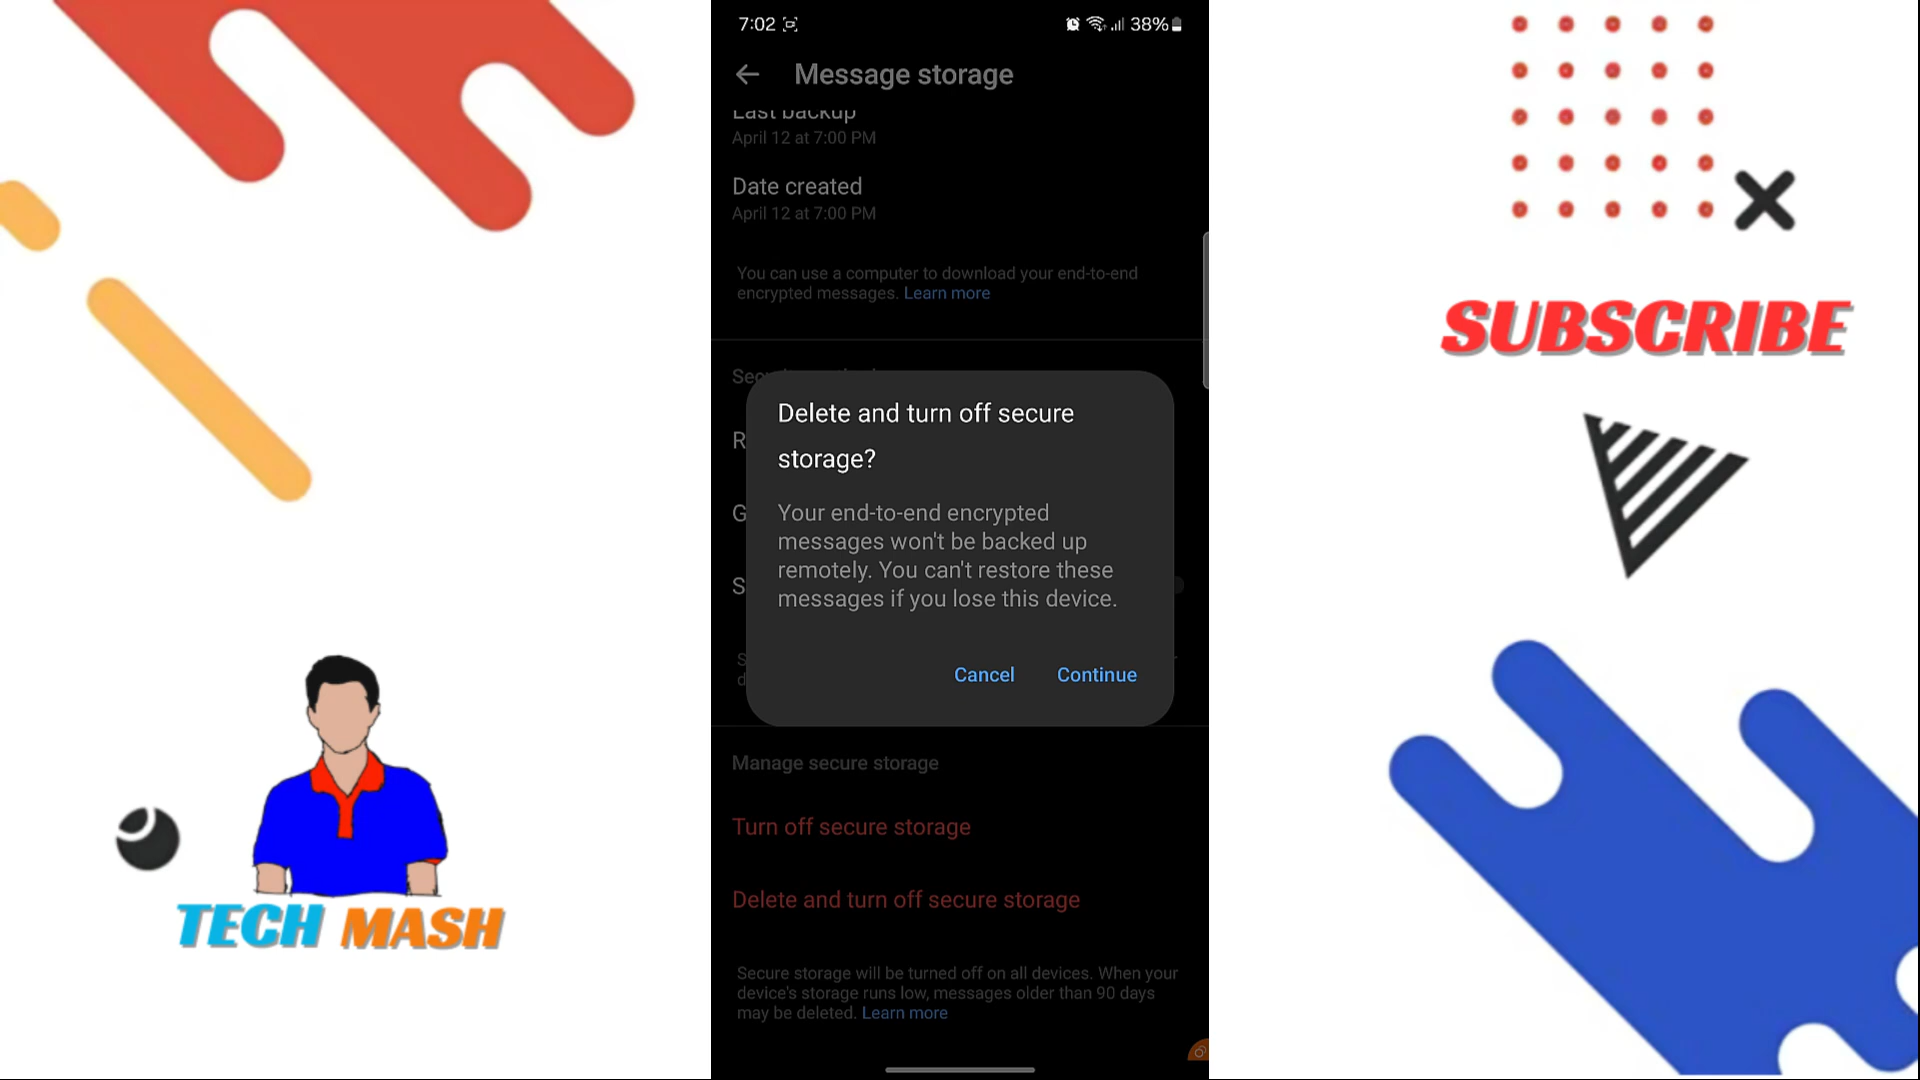 7:02
38%
Message storage
Last backup
April 12 at 7:00 PM
Date created
April 12 at 7:00 PM
You can use a computer to download your end-to-end
encrypted messages. Learn more
Delete and turn off secure
storage?
Your end-to-end encrypted
messages won't be backed up
remotely. You can't restore these
messages if you lose this device.
Cancel Continue
Manage secure storage
Turn off secure storage
Delete and turn off secure storage
Secure storage will be turned off on all devices. When your
device's storage runs low, messages older than 90 days
may be deleted. Learn more
SUBSCRIBE
TECH MASH